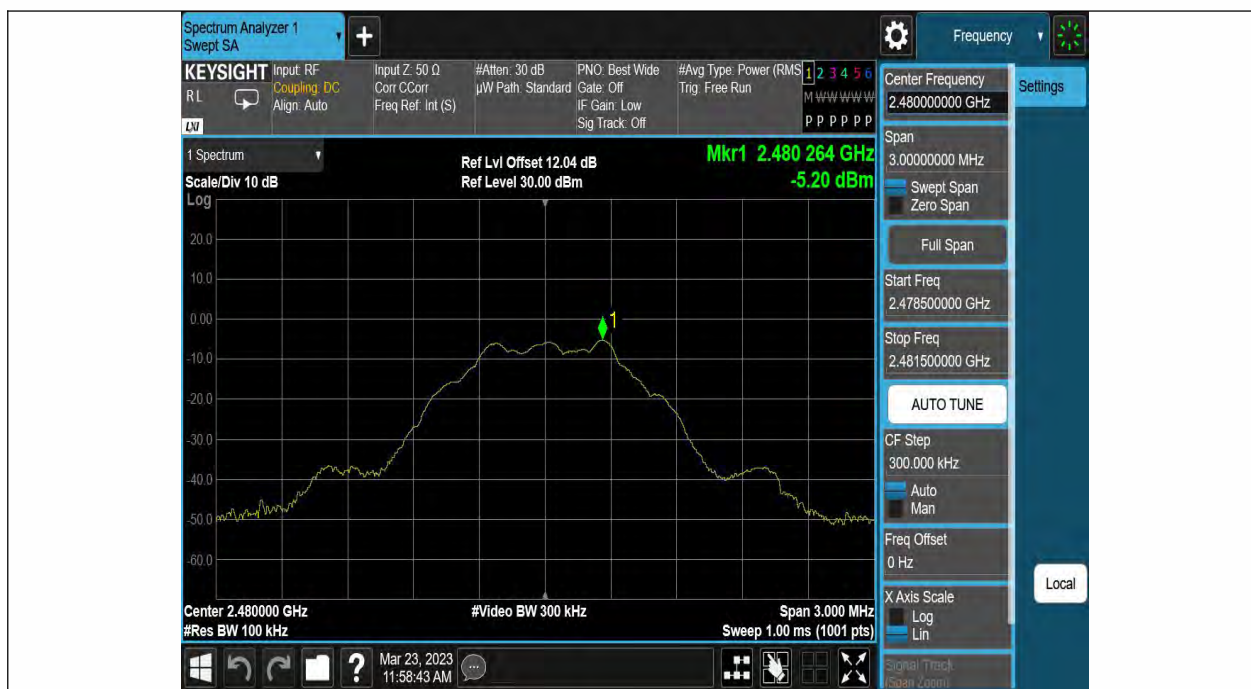 Spectrum Analyzer 1
Swept SA
+
Frequency
KEYSIGHT
RL
LXI
Input: RF
Coupling: DC
Align: Auto
Input Z: 50 Ω
Corr CCorr
Freq Ref: Int (S)
#Atten: 30 dB
µW Path: Standard
PNO: Best Wide
Gate: Off
IF Gain: Low
Sig Track: Off
#Avg Type: Power (RMS
Trig: Free Run
1 2 3 4 5 6
M W W W W W
P P P P P P
1 Spectrum
Scale/Div 10 dB
Log
Ref Lvl Offset 12.04 dB
Ref Level 30.00 dBm
Mkr1 2.480 264 GHz
-5.20 dBm
20.0
10.0
0.00
-10.0
-20.0
-30.0
-40.0
-50.0
-60.0
1
Center 2.480000 GHz
#Res BW 100 kHz
#Video BW 300 kHz
Span 3.000 MHz
Sweep 1.00 ms (1001 pts)
Center Frequency
2.480000000 GHz
Settings
Span
3.00000000 MHz
Swept Span
Zero Span
Full Span
Start Freq
2.478500000 GHz
Stop Freq
2.481500000 GHz
AUTO TUNE
CF Step
300.000 kHz
Auto
Man
Freq Offset
0 Hz
X Axis Scale
Log
Lin
Local
Signal Track
(Span Zoom)
?
Mar 23, 2023
11:58:43 AM